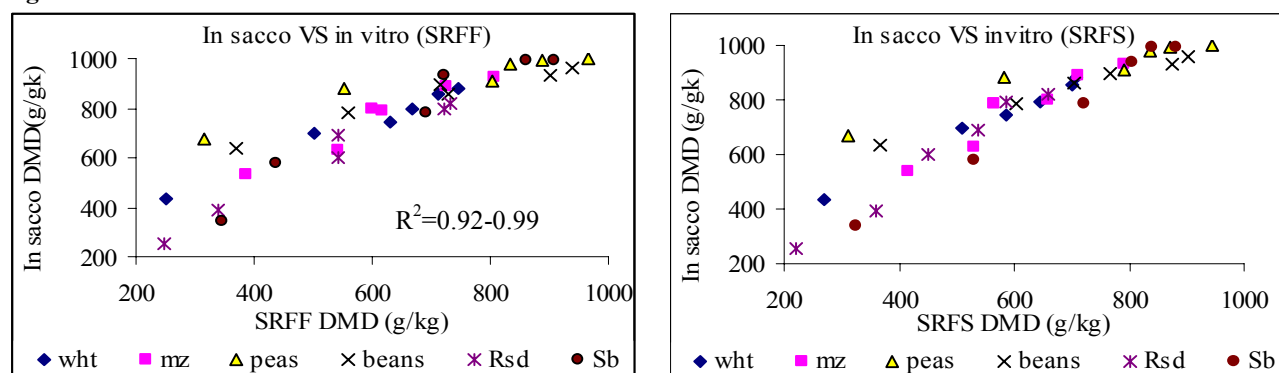 In sacco VS in vitro (SRFF)
In sacco DMD(g/gk)
1000
800
600
400
200
R²=0.92-0.99
200 400 600 800 1000
SRFF DMD (g/kg)
wht mz peas beans Rsd Sb
In sacco VS invitro (SRFS)
In sacco DMD (g/gk)
1000
800
600
400
200
200 400 600 800 1000
SRFS DMD (g/kg)
wht mz peas beans Rsd Sb